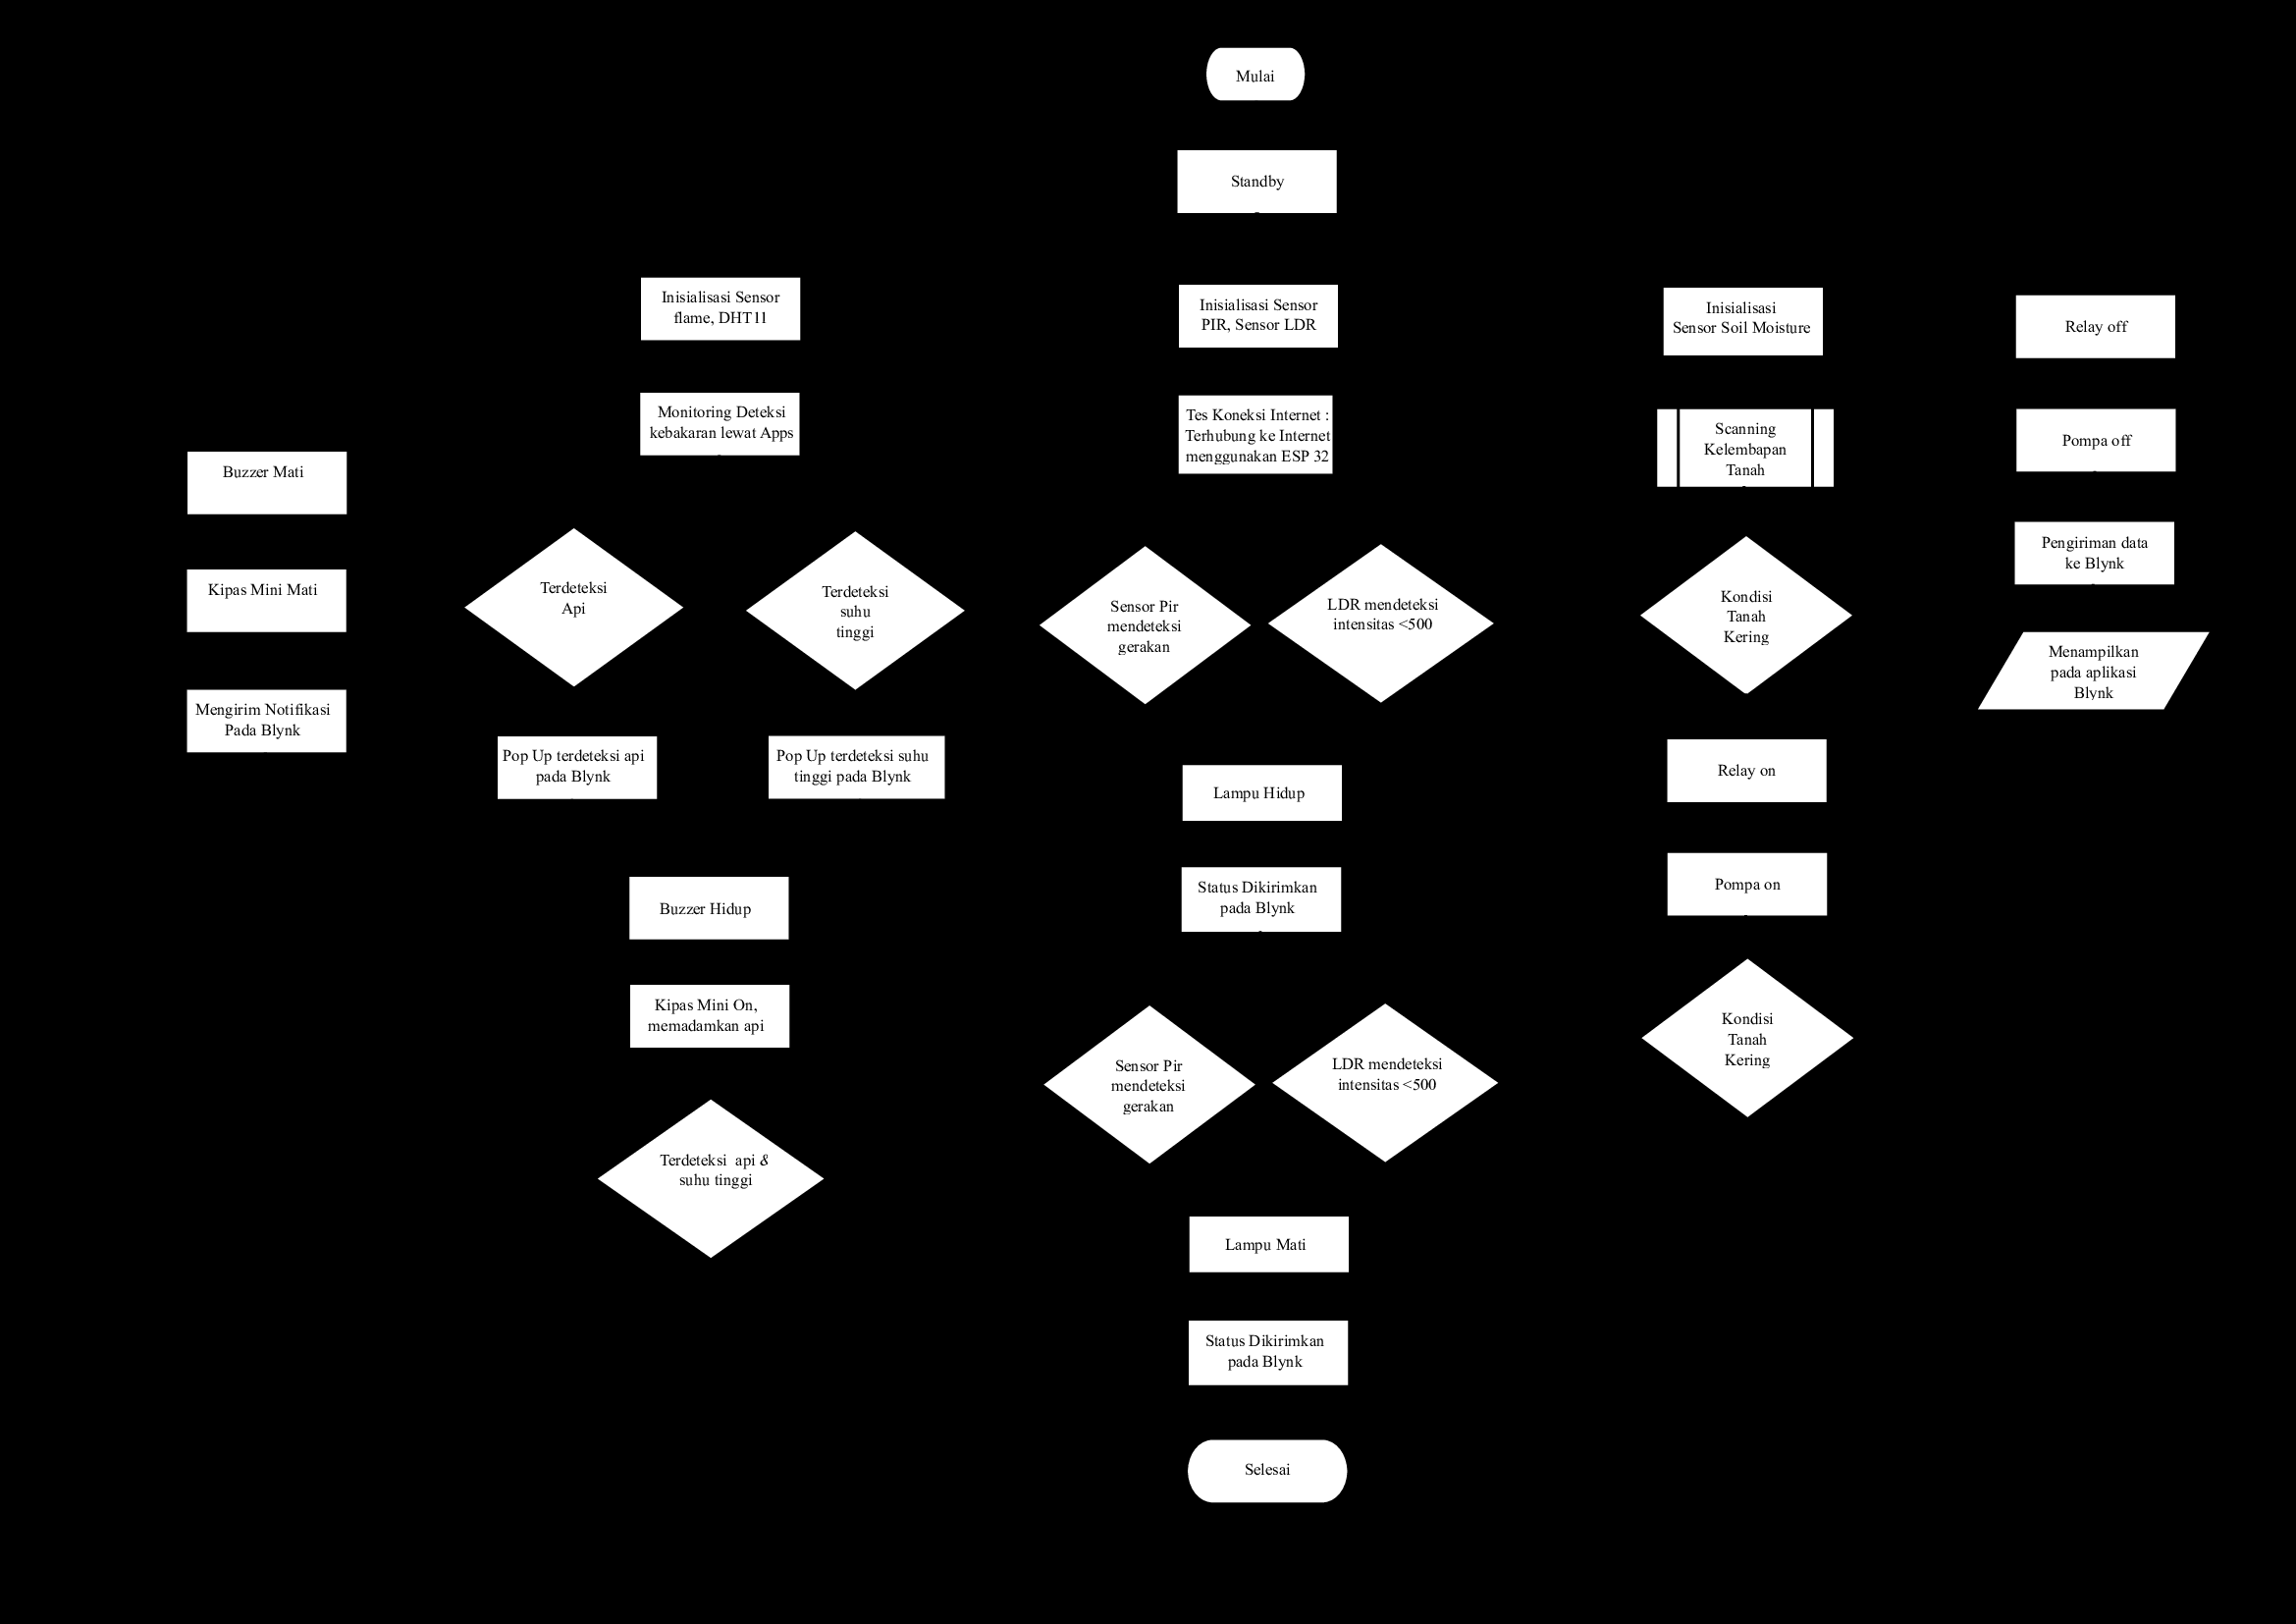 Mulai
Standby
Inisialisasi Sensor
flame, DHT11
Inisialisasi Sensor
PIR, Sensor LDR
Inisialisasi
Sensor Soil Moisture
Relay off
Monitoring Deteksi
kebakaran lewat Apps
Tes Koneksi Internet :
Terhubung ke Internet
menggunakan ESP 32
Scanning
Kelembapan
Tanah
Pompa off
Buzzer Mati
Pengiriman data
ke Blynk
Kipas Mini Mati
Terdeteksi
Api
Terdeteksi
suhu
tinggi
Sensor Pir
mendeteksi
gerakan
LDR mendeteksi
intensitas <500
Kondisi
Tanah
Kering
Menampilkan
pada aplikasi
Blynk
Mengirim Notifikasi
Pada Blynk
Pop Up terdeteksi api
pada Blynk
Pop Up terdeteksi suhu
tinggi pada Blynk
Lampu Hidup
Relay on
Buzzer Hidup
Status Dikirimkan
pada Blynk
Pompa on
Kipas Mini On,
memadamkan api
Sensor Pir
mendeteksi
gerakan
LDR mendeteksi
intensitas <500
Kondisi
Tanah
Kering
Terdeteksi  api &
suhu tinggi
Lampu Mati
Status Dikirimkan
pada Blynk
Selesai